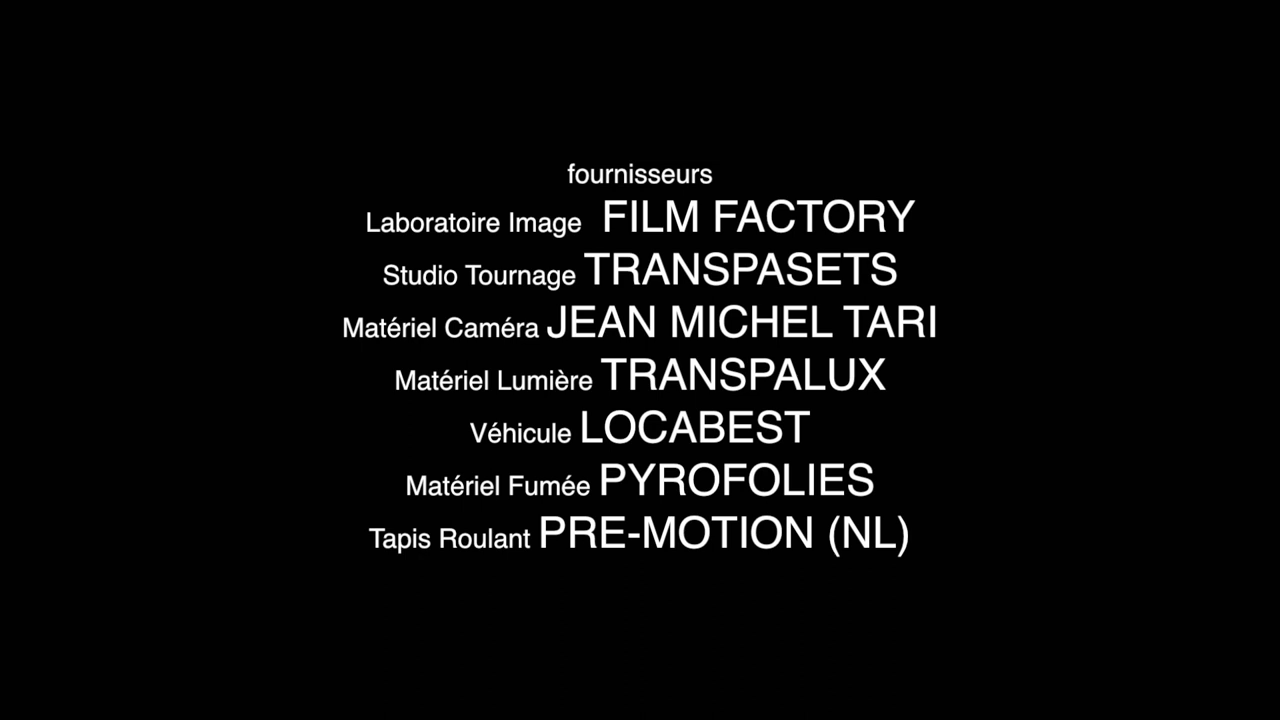 fournisseurs
Laboratoire Image FILM FACTORY
Studio Tournage TRANSPASETS
Matériel Caméra JEAN MICHEL TARI
Matériel Lumière TRANSPALUX
Véhicule LOCABEST
Matériel Fumée PYROFOLIES
Tapis Roulant PRE-MOTION (NL)